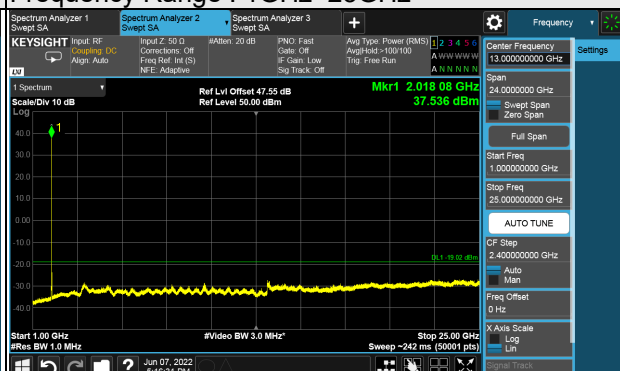 Frequency Range : 1GHz~25GHz
Spectrum Analyzer 1
Swept SA
Spectrum Analyzer 2
Swept SA
Spectrum Analyzer 3
Swept SA
+
Frequency
KEYSIGHT
Input: RF
Coupling: DC
Align: Auto
Input Z: 50 Ω
Corrections: Off
Freq Ref: Int (S)
NFE: Adaptive
#Atten: 20 dB
PNO: Fast
Gate: Off
IF Gain: Low
Sig Track: Off
Avg Type: Power (RMS)
Avg|Hold:>100/100
Trig: Free Run
1 2 3 4 5 6
A W W W W W
A N N N N N
LXI
1 Spectrum
Scale/Div 10 dB
Log
Ref Lvl Offset 47.55 dB
Ref Level 50.00 dBm
Mkr1 2.018 08 GHz
37.536 dBm
1
40.0
30.0
20.0
10.0
0.00
-10.0
-20.0
-30.0
-40.0
DL1 -19.02 dBm
Start 1.00 GHz
#Res BW 1.0 MHz
#Video BW 3.0 MHz*
Stop 25.00 GHz
Sweep ~242 ms (50001 pts)
?
Jun 07, 2022
Center Frequency
13.00000000 GHz
Settings
Span
24.0000000 GHz
Swept Span
Zero Span
Full Span
Start Freq
1.000000000 GHz
Stop Freq
25.000000000 GHz
AUTO TUNE
CF Step
2.400000000 GHz
Auto
Man
Freq Offset
0 Hz
X Axis Scale
Log
Lin
Signal Track